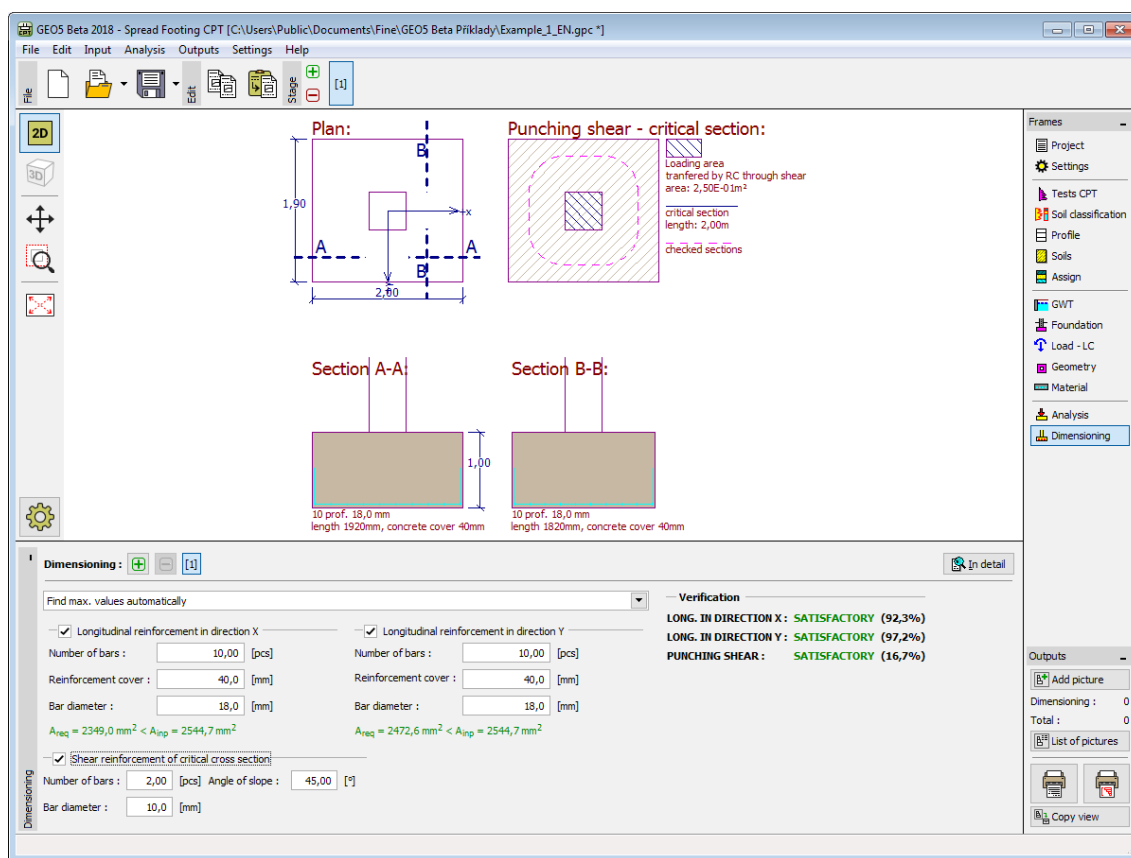 GEO5 Beta 2018 - Spread Footing CPT [C:\Users\Public\Documents\Fine\GEO5 Beta Příklady\Example_1_EN.gpc *]
File Edit Input Analysis Outputs Settings Help
File
Edit
Stage
[1]
2D
3D
Plan:
B
1,90
x
A A
B
2,00
Punching shear - critical section:
Loading area
tranfered by RC through shear
area: 2,50E-01m²
critical section
length: 2,00m
checked sections
Section A-A:
1,00
10 prof. 18,0 mm
length 1920mm, concrete cover 40mm
Section B-B:
10 prof. 18,0 mm
length 1820mm, concrete cover 40mm
Frames
Project
Settings
Tests CPT
Soil classification
Profile
Soils
Assign
GWT
Foundation
Load - LC
Geometry
Material
Analysis
Dimensioning
Dimensioning
Dimensioning : [1]
In detail
Find max. values automatically
Longitudinal reinforcement in direction X
Number of bars : 10,00 [pcs]
Reinforcement cover : 40,0 [mm]
Bar diameter : 18,0 [mm]
Areq = 2349,0 mm² < Ainp = 2544,7 mm²
Longitudinal reinforcement in direction Y
Number of bars : 10,00 [pcs]
Reinforcement cover : 40,0 [mm]
Bar diameter : 18,0 [mm]
Areq = 2472,6 mm² < Ainp = 2544,7 mm²
Shear reinforcement of critical cross section
Number of bars : 2,00 [pcs] Angle of slope : 45,00 [°]
Bar diameter : 10,0 [mm]
Verification
LONG. IN DIRECTION X : SATISFACTORY (92,3%)
LONG. IN DIRECTION Y : SATISFACTORY (97,2%)
PUNCHING SHEAR : SATISFACTORY (16,7%)
Outputs
Add picture
Dimensioning : 0
Total : 0
List of pictures
Copy view